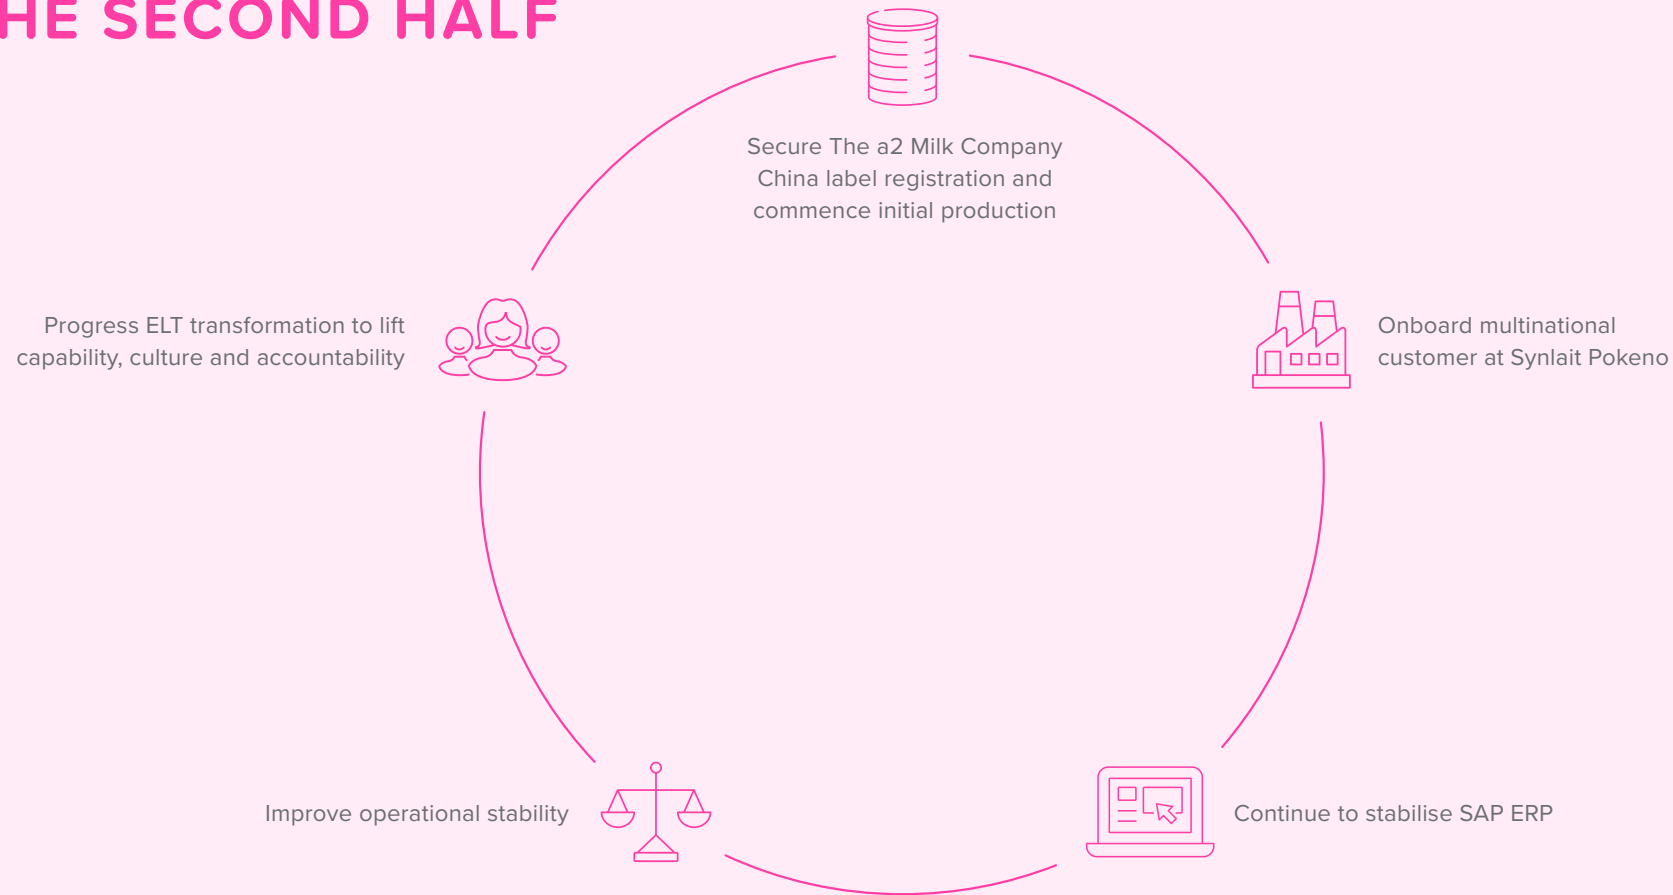 HE SECOND HALF
Secure The a2 Milk Company
China label registration and
commence initial production
Progress ELT transformation to lift
capability, culture and accountability
Onboard multinational
customer at Synlait Pokeno
Improve operational stability
Continue to stabilise SAP ERP